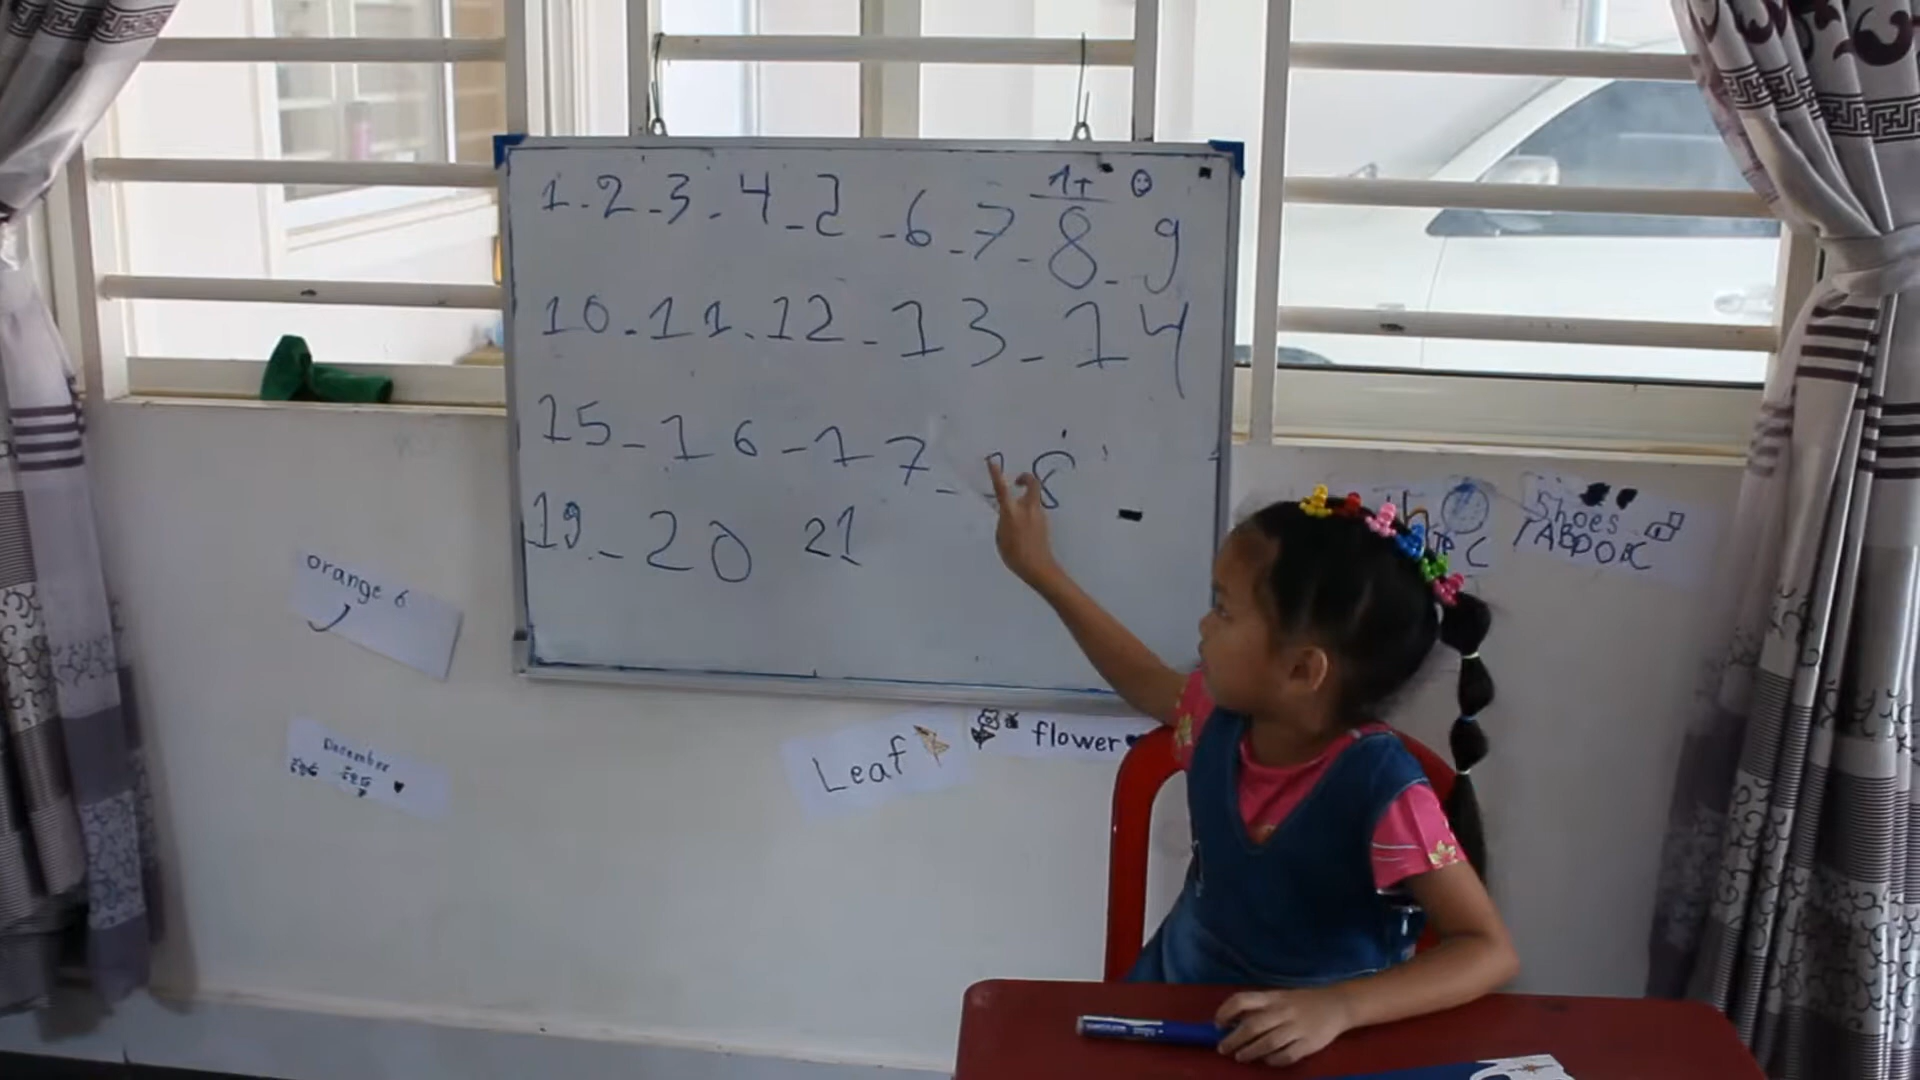 1+
1-2-3-4-5-6-7-8-9
10-11-12-13-14
15-16-17-18
19-20 21
orange 6
December
Leaf
flower
shoes